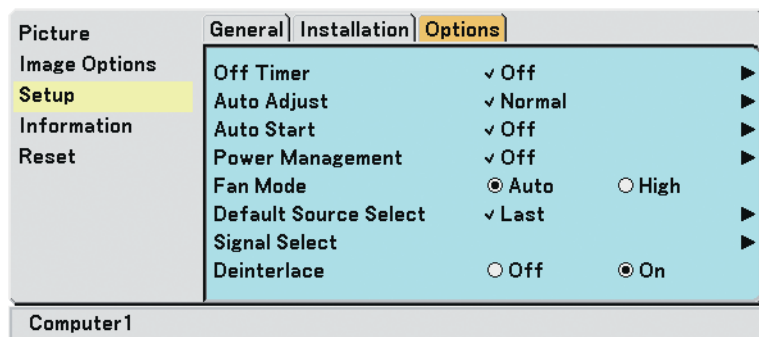 Picture
Image Options
Setup
Information
Reset
General Installation Options
Off Timer ✓ Off
Auto Adjust ✓ Normal
Auto Start ✓ Off
Power Management ✓ Off
Fan Mode Auto High
Default Source Select ✓ Last
Signal Select
Deinterlace Off On
Computer1